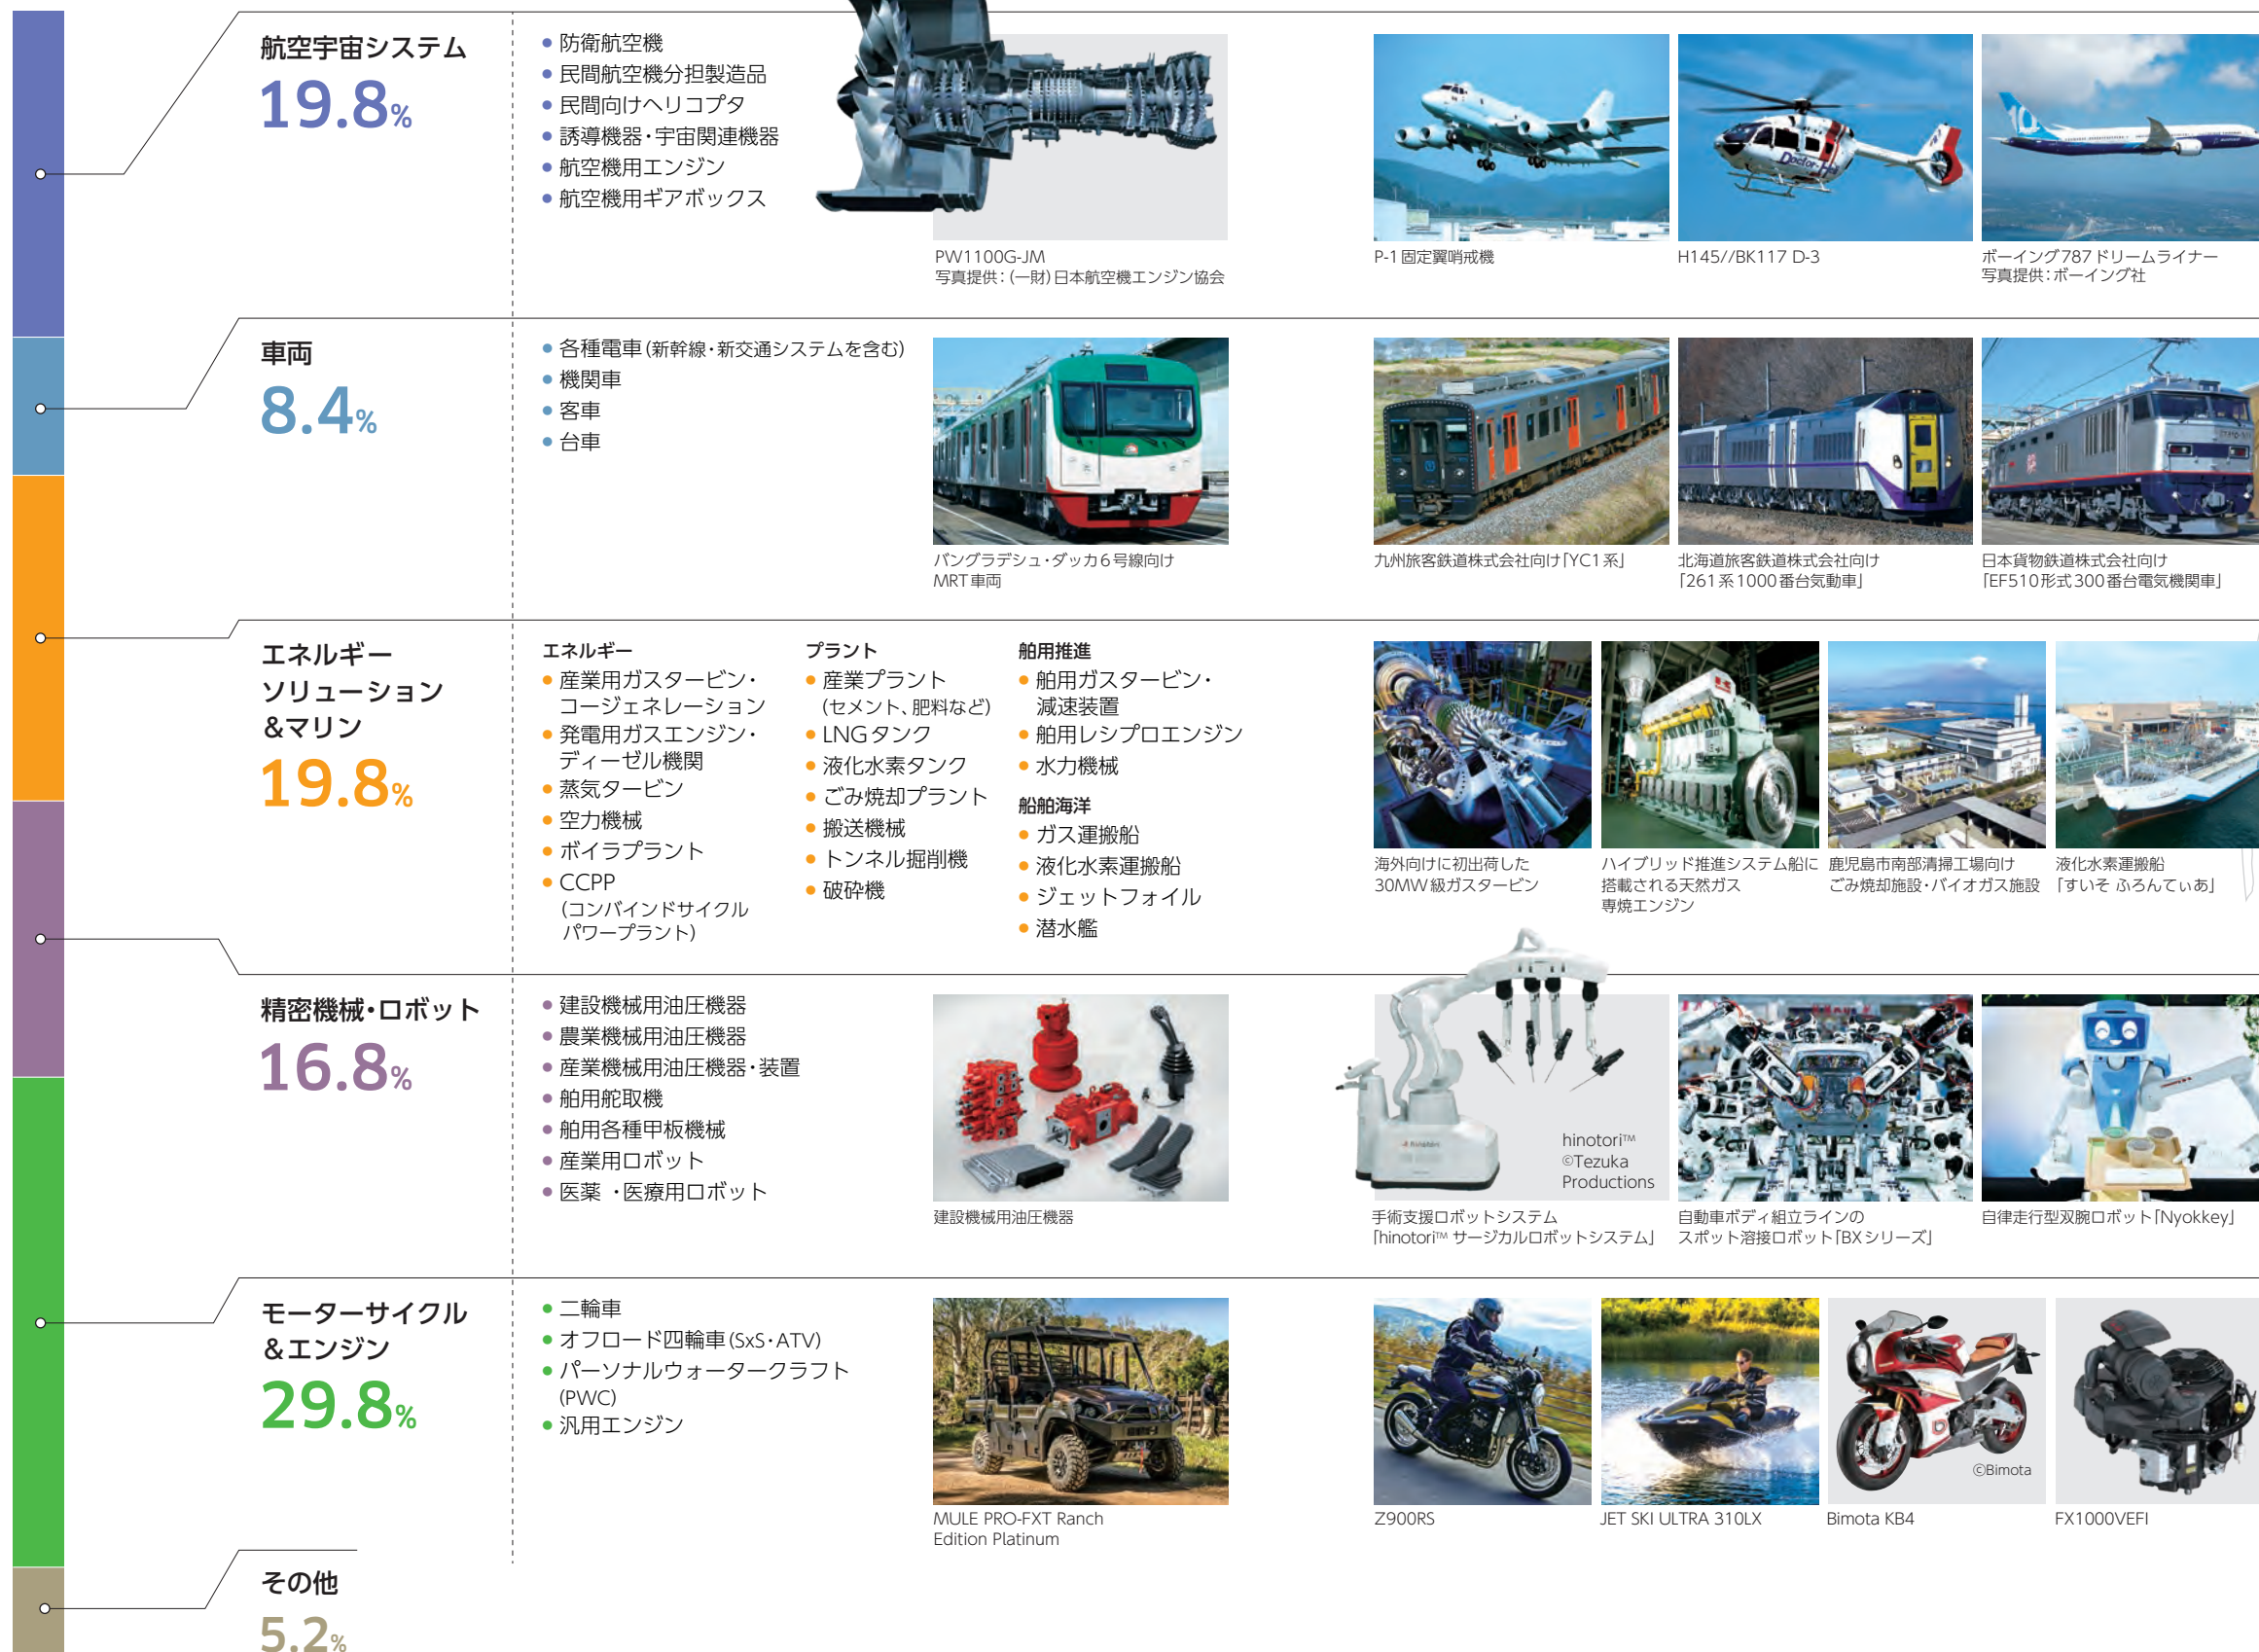 航空宇宙システム
19.8%
• 防衛航空機
• 民間航空機分担製造品
• 民間向けヘリコプタ
• 誘導機器・宇宙関連機器
• 航空機用エンジン
• 航空機用ギアボックス
PW1100G-JM
写真提供：(一財)日本航空機エンジン協会
P-1固定翼哨戒機
H145//BK117 D-3
ボーイング787ドリームライナー
写真提供：ボーイング社
車両
8.4%
• 各種電車(新幹線・新交通システムを含む)
• 機関車
• 客車
• 台車
バングラデシュ・ダッカ6号線向け
MRT車両
九州旅客鉄道株式会社向け「YC1系」
北海道旅客鉄道株式会社向け
「261系1000番台気動車」
日本貨物鉄道株式会社向け
「EF510形式300番台電気機関車」
エネルギー
ソリューション
&マリン
19.8%
エネルギー
• 産業用ガスタービン・
コージェネレーション
• 発電用ガスエンジン・
ディーゼル機関
• 蒸気タービン
• 空力機械
• ボイラプラント
• CCPP
(コンバインドサイクル
パワープラント)
プラント
• 産業プラント
(セメント、肥料など)
• LNGタンク
• 液化水素タンク
• ごみ焼却プラント
• 搬送機械
• トンネル掘削機
• 破砕機
舶用推進
• 舶用ガスタービン・
減速装置
• 舶用レシプロエンジン
• 水力機械
船舶海洋
• ガス運搬船
• 液化水素運搬船
• ジェットフォイル
• 潜水艦
海外向けに初出荷した
30MW級ガスタービン
ハイブリッド推進システム船に
搭載される天然ガス
専焼エンジン
鹿児島市南部清掃工場向け
ごみ焼却施設・バイオガス施設
液化水素運搬船
「すいそ ふろんてぃあ」
精密機械・ロボット
16.8%
• 建設機械用油圧機器
• 農業機械用油圧機器
• 産業機械用油圧機器・装置
• 舶用舵取機
• 舶用各種甲板機械
• 産業用ロボット
• 医薬 ・医療用ロボット
建設機械用油圧機器
hinotori
hinotori™
©Tezuka
Productions
手術支援ロボットシステム
「hinotori™ サージカルロボットシステム」
自動車ボディ組立ラインの
スポット溶接ロボット「BXシリーズ」
自律走行型双腕ロボット「Nyokkey」
モーターサイクル
&エンジン
29.8%
• 二輪車
• オフロード四輪車(SxS・ATV)
• パーソナルウォータークラフト
(PWC)
• 汎用エンジン
MULE PRO-FXT Ranch
Edition Platinum
Z900RS
JET SKI ULTRA 310LX
©Bimota
Bimota KB4
FX1000VEFI
その他
5.2%